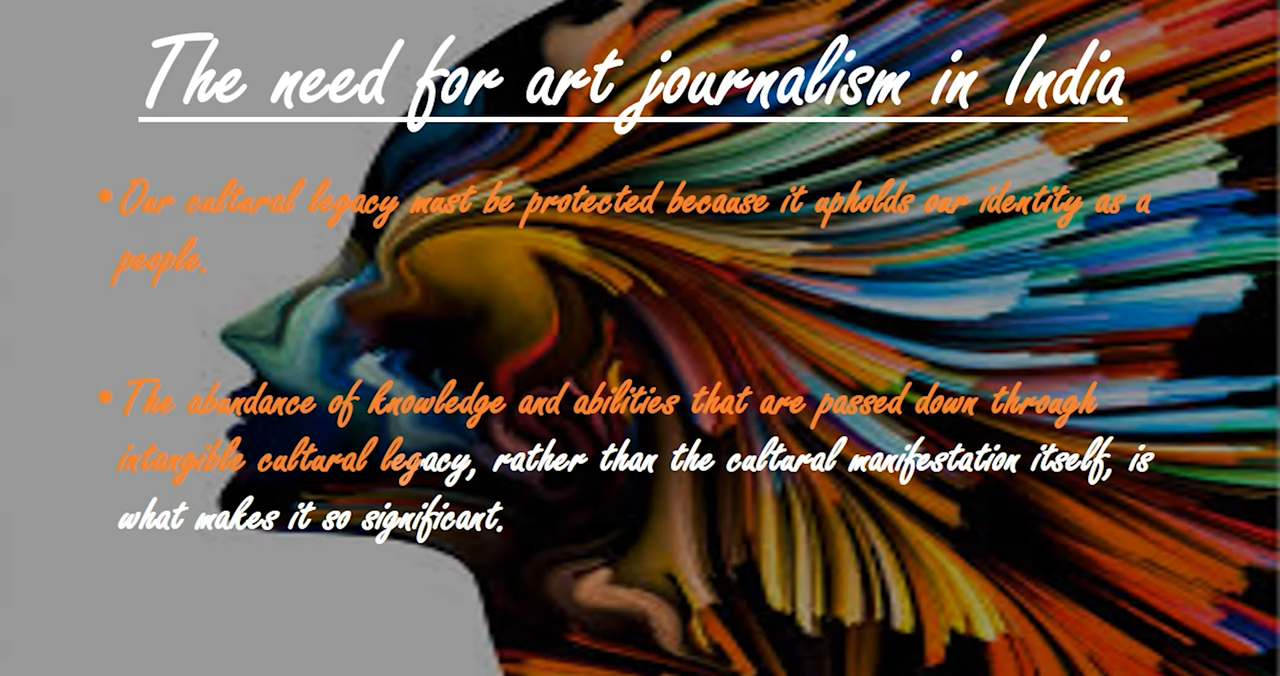 The need for art journalism in India
• Our cultural legacy must be protected because it upholds our identity as a
people.
• The abundance of knowledge and abilities that are passed down through
intangible cultural legacy, rather than the cultural manifestation itself, is
what makes it so significant.